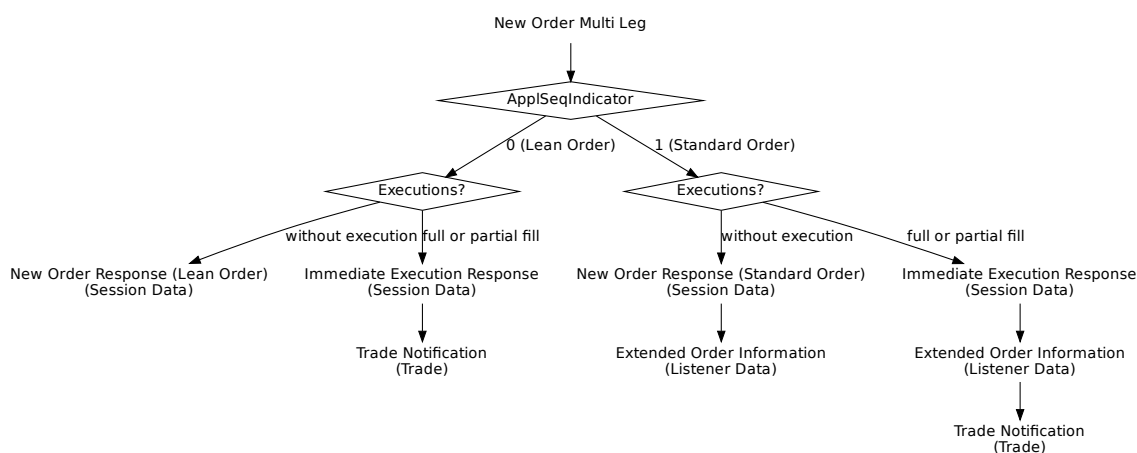 New Order Multi Leg
ApplSeqIndicator
0 (Lean Order)
1 (Standard Order)
Executions?
Executions?
without execution
full or partial fill
without execution
full or partial fill
New Order Response (Lean Order)
(Session Data)
Immediate Execution Response
(Session Data)
New Order Response (Standard Order)
(Session Data)
Immediate Execution Response
(Session Data)
Trade Notification
(Trade)
Extended Order Information
(Listener Data)
Extended Order Information
(Listener Data)
Trade Notification
(Trade)